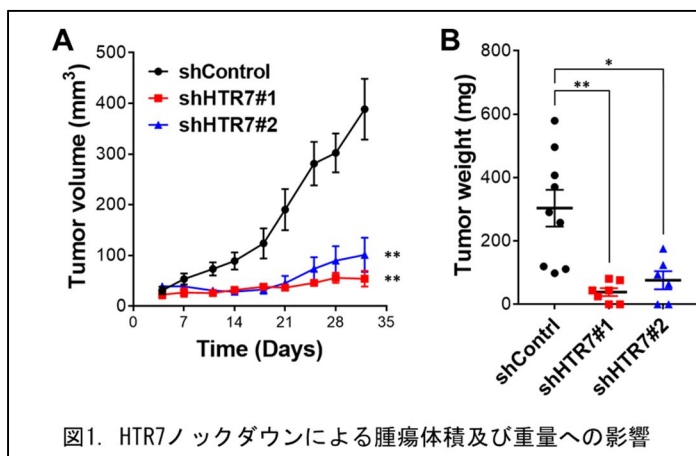 A
shControl
shHTR7#1
shHTR7#2
Tumor volume (mm3)
500
400
300
200
100
50
0
**
**
0
7
14
21
28
35
Time (Days)
B
Tumor weight (mg)
800
600
400
200
0
*
**
shContrl
shHTR7#1
shHTR7#2
図1. HTR7ノックダウンによる腫瘍体積及び重量への影響